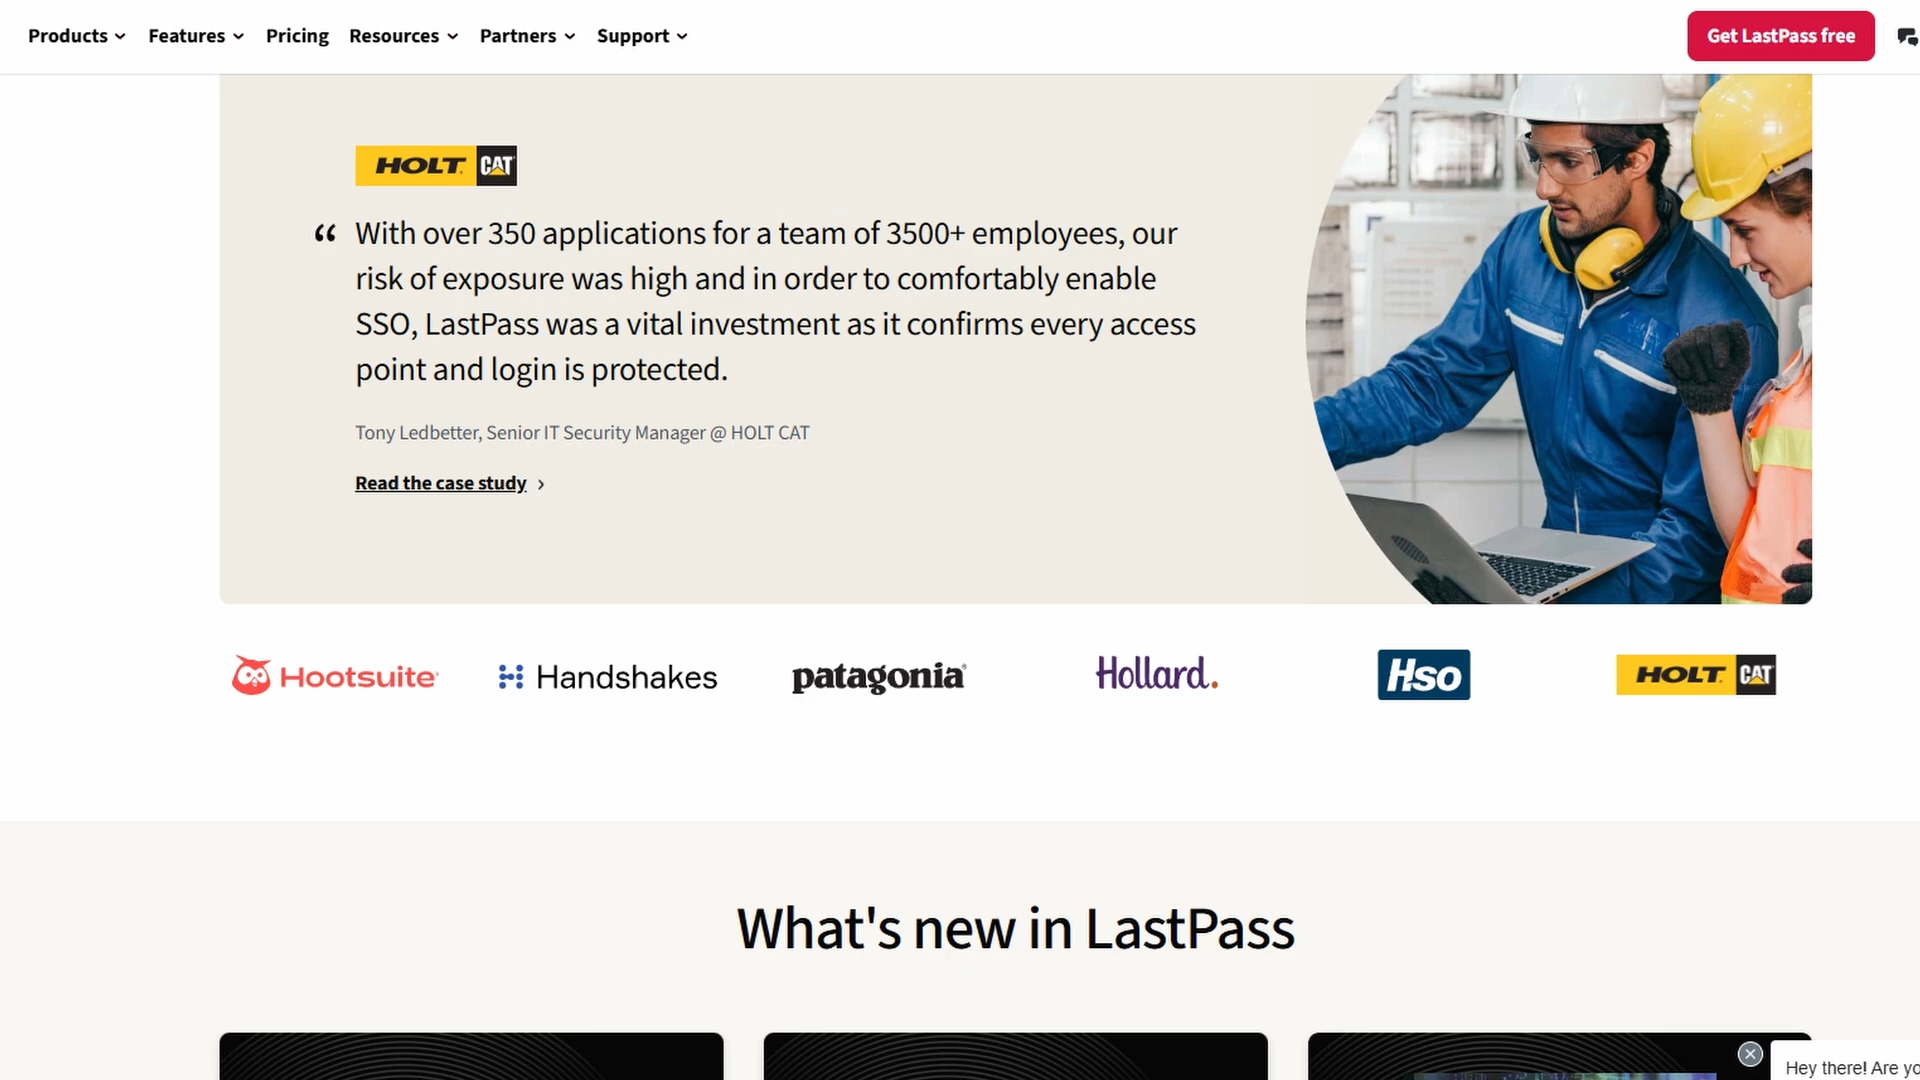 Products Features Pricing Resources Partners Support Get LastPass free
HOLT CAT
“ With over 350 applications for a team of 3500+ employees, our
risk of exposure was high and in order to comfortably enable
SSO, LastPass was a vital investment as it confirms every access
point and login is protected.
Tony Ledbetter, Senior IT Security Manager @ HOLT CAT
Read the case study
Hootsuite Handshakes patagonia® Hollard. Hso HOLT CAT
What's new in LastPass
Hey there! Are yo